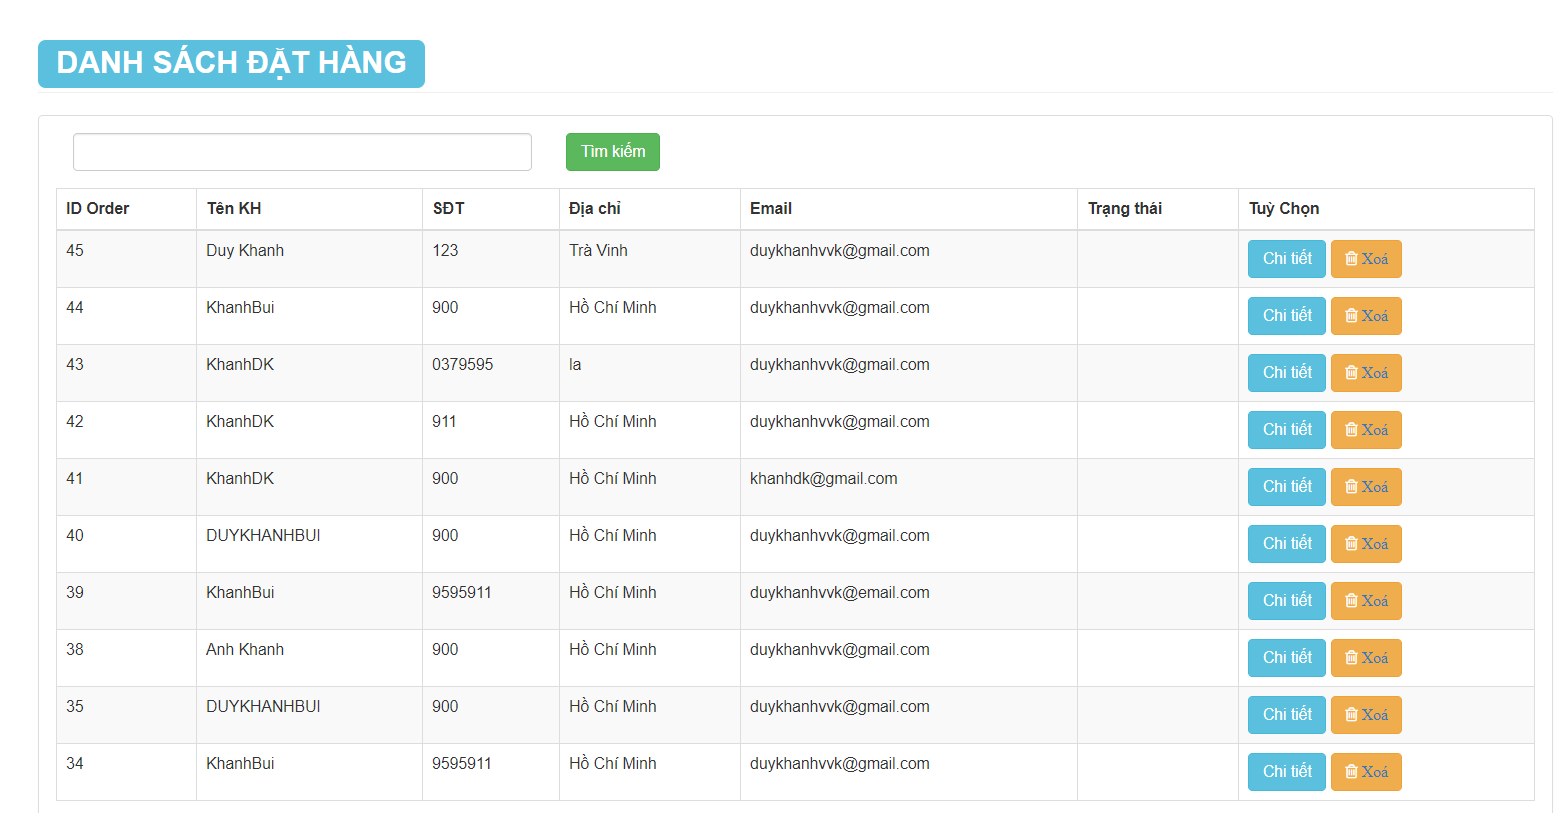 DANH SÁCH ĐẶT HÀNG
Tìm kiếm
ID Order Tên KH SĐT Địa chỉ Email Trạng thái Tuỳ Chọn
45 Duy Khanh 123 Trà Vinh duykhanhvvk@gmail.com Chi tiết Xoá
44 KhanhBui 900 Hồ Chí Minh duykhanhvvk@gmail.com Chi tiết Xoá
43 KhanhDK 0379595 la duykhanhvvk@gmail.com Chi tiết Xoá
42 KhanhDK 911 Hồ Chí Minh duykhanhvvk@gmail.com Chi tiết Xoá
41 KhanhDK 900 Hồ Chí Minh khanhdk@gmail.com Chi tiết Xoá
40 DUYKHANHBUI 900 Hồ Chí Minh duykhanhvvk@gmail.com Chi tiết Xoá
39 KhanhBui 9595911 Hồ Chí Minh duykhanhvvk@email.com Chi tiết Xoá
38 Anh Khanh 900 Hồ Chí Minh duykhanhvvk@gmail.com Chi tiết Xoá
35 DUYKHANHBUI 900 Hồ Chí Minh duykhanhvvk@gmail.com Chi tiết Xoá
34 KhanhBui 9595911 Hồ Chí Minh duykhanhvvk@gmail.com Chi tiết Xoá